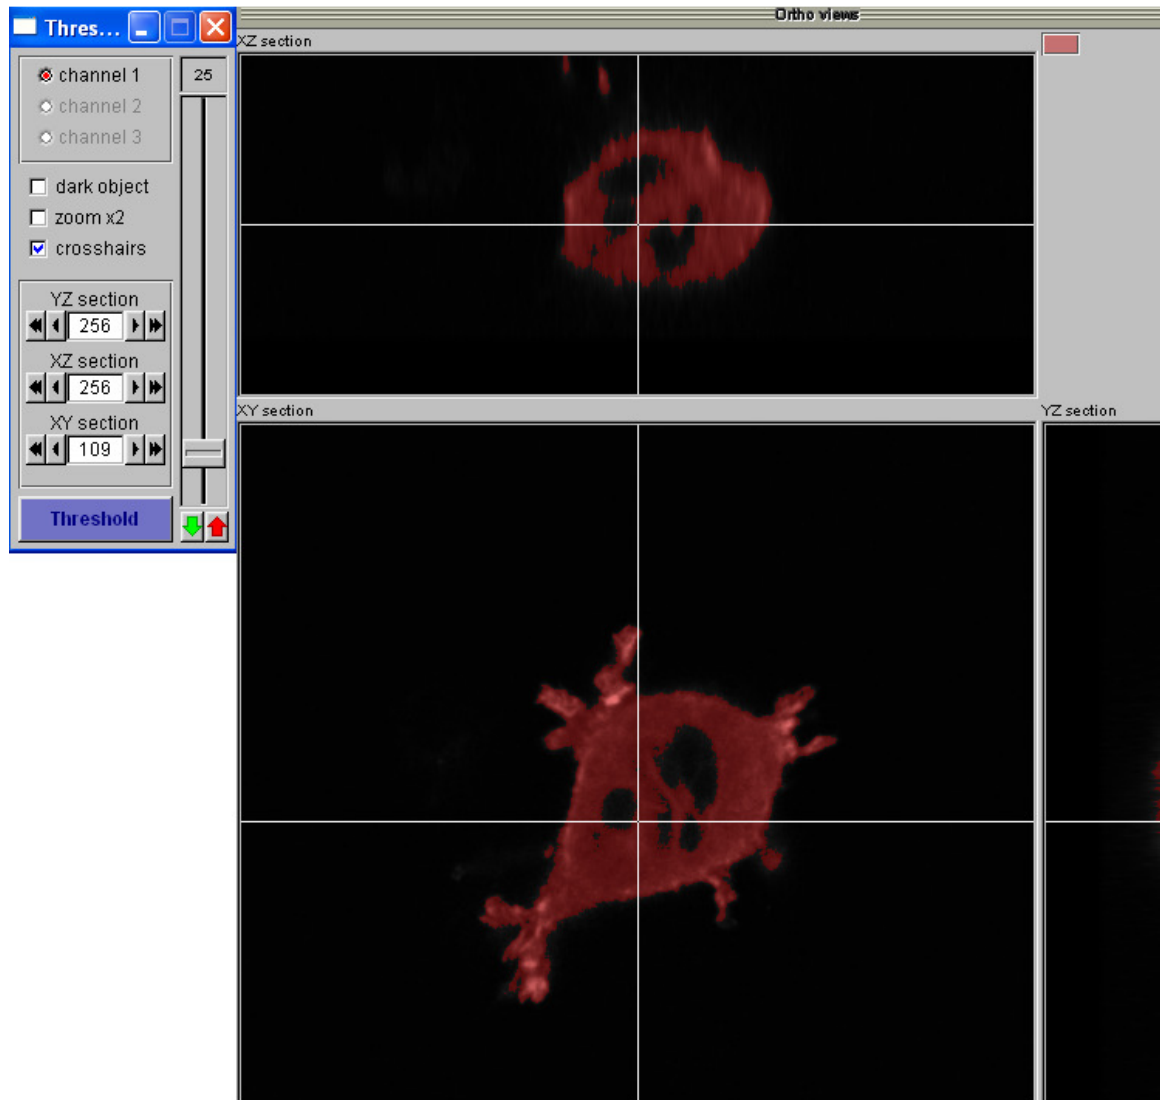 Thres...
channel 1
channel 2
channel 3
25
dark object
zoom x2
crosshairs
YZ section
256
XZ section
256
XY section
109
Threshold
Ortho views
XZ section
XY section
YZ section